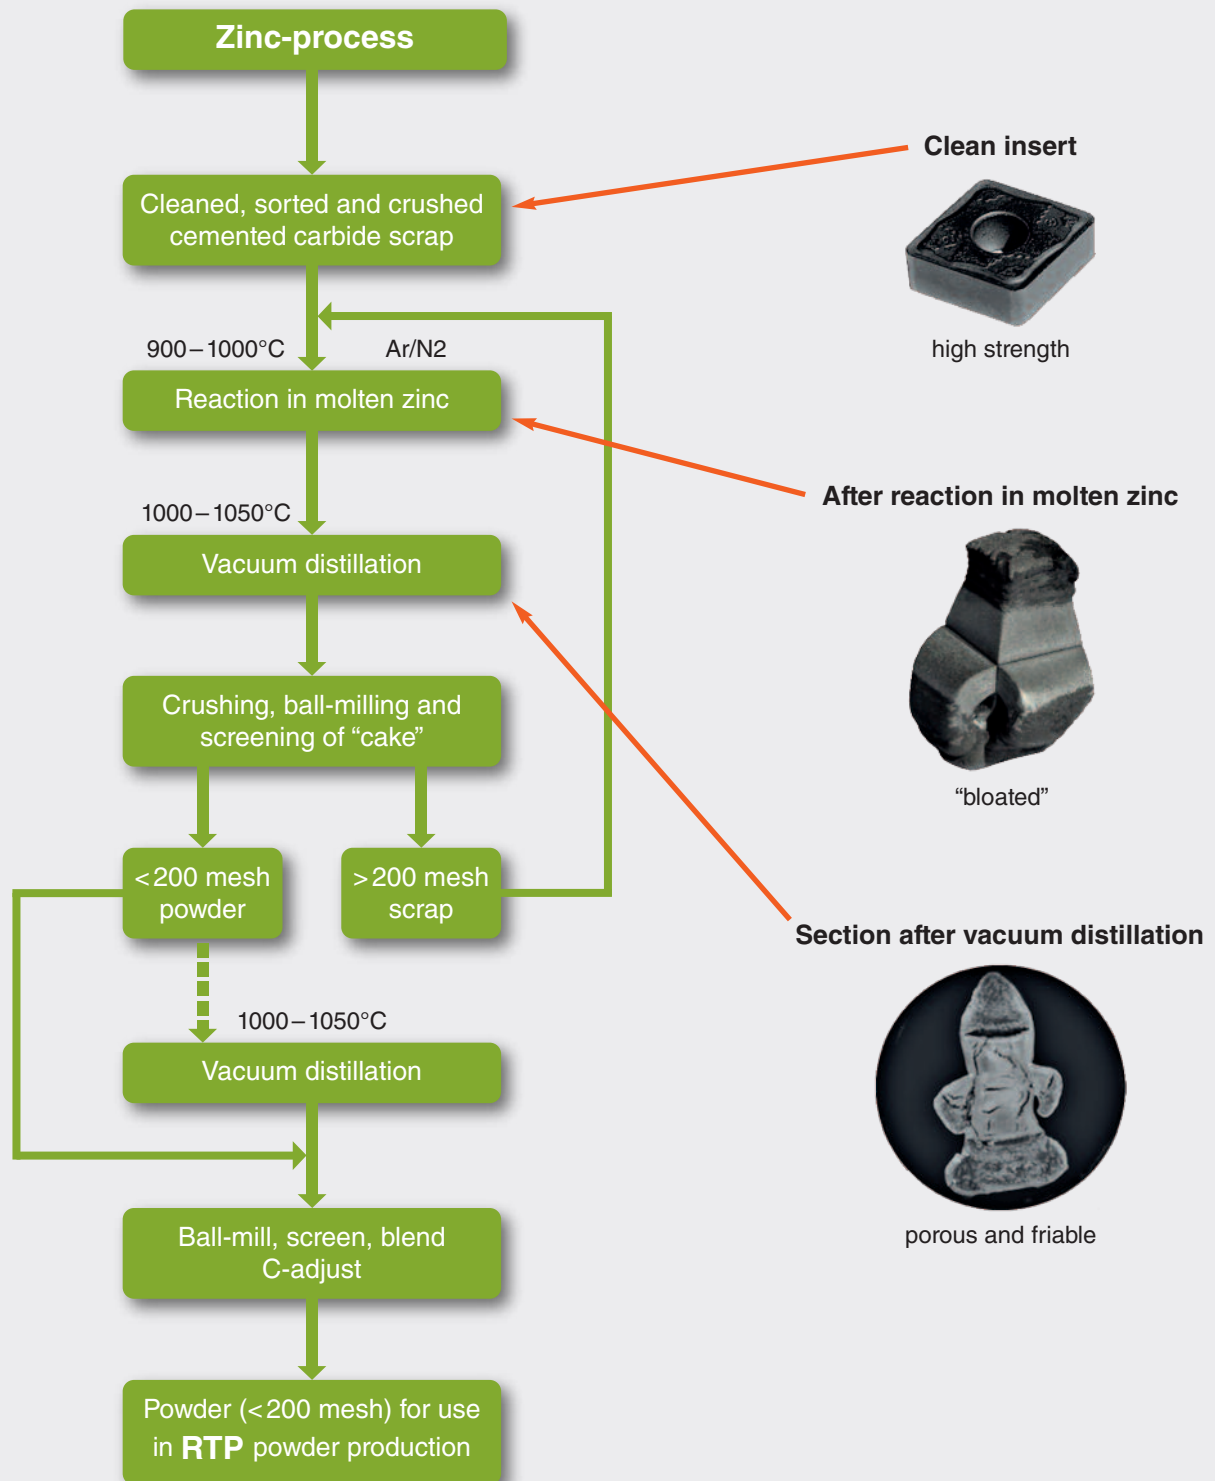 Zinc-process
Cleaned, sorted and crushed
cemented carbide scrap
900–1000°C
Ar/N2
Reaction in molten zinc
1000–1050°C
Vacuum distillation
Crushing, ball-milling and
screening of “cake”
<200 mesh
powder
>200 mesh
scrap
1000–1050°C
Vacuum distillation
Ball-mill, screen, blend
C-adjust
Powder (<200 mesh) for use
in RTP powder production
Clean insert
high strength
After reaction in molten zinc
“bloated”
Section after vacuum distillation
porous and friable